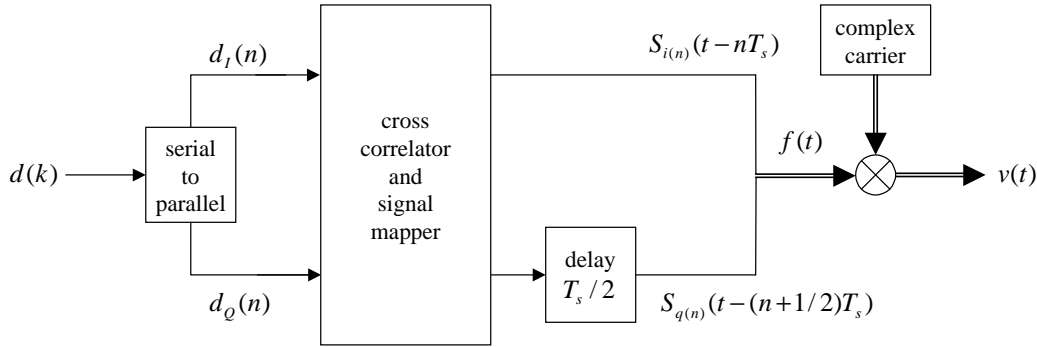 d(k)
serial
to
parallel
d_I(n)
d_Q(n)
cross
correlator
and
signal
mapper
S_{i(n)}(t−nT_s)
delay
T_s/2
S_{q(n)}(t−(n+1/2)T_s)
f(t)
complex
carrier
v(t)